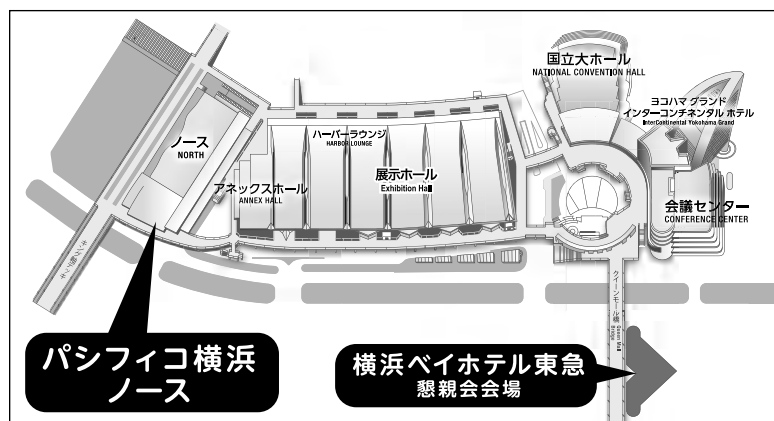 国立大ホール
NATIONAL CONVENTION HALL
ヨコハマ グランド
インターコンチネンタル ホテル
InterContinental Yokohama Grand
ノース
NORTH
ハーバーラウンジ
HARBOR LOUNGE
アネックスホール
ANNEX HALL
展示ホール
Exhibition Hall
会議センター
CONFERENCE CENTER
クイーンモール橋
パシフィコ横浜
ノース
横浜ベイホテル東急
懇親会会場